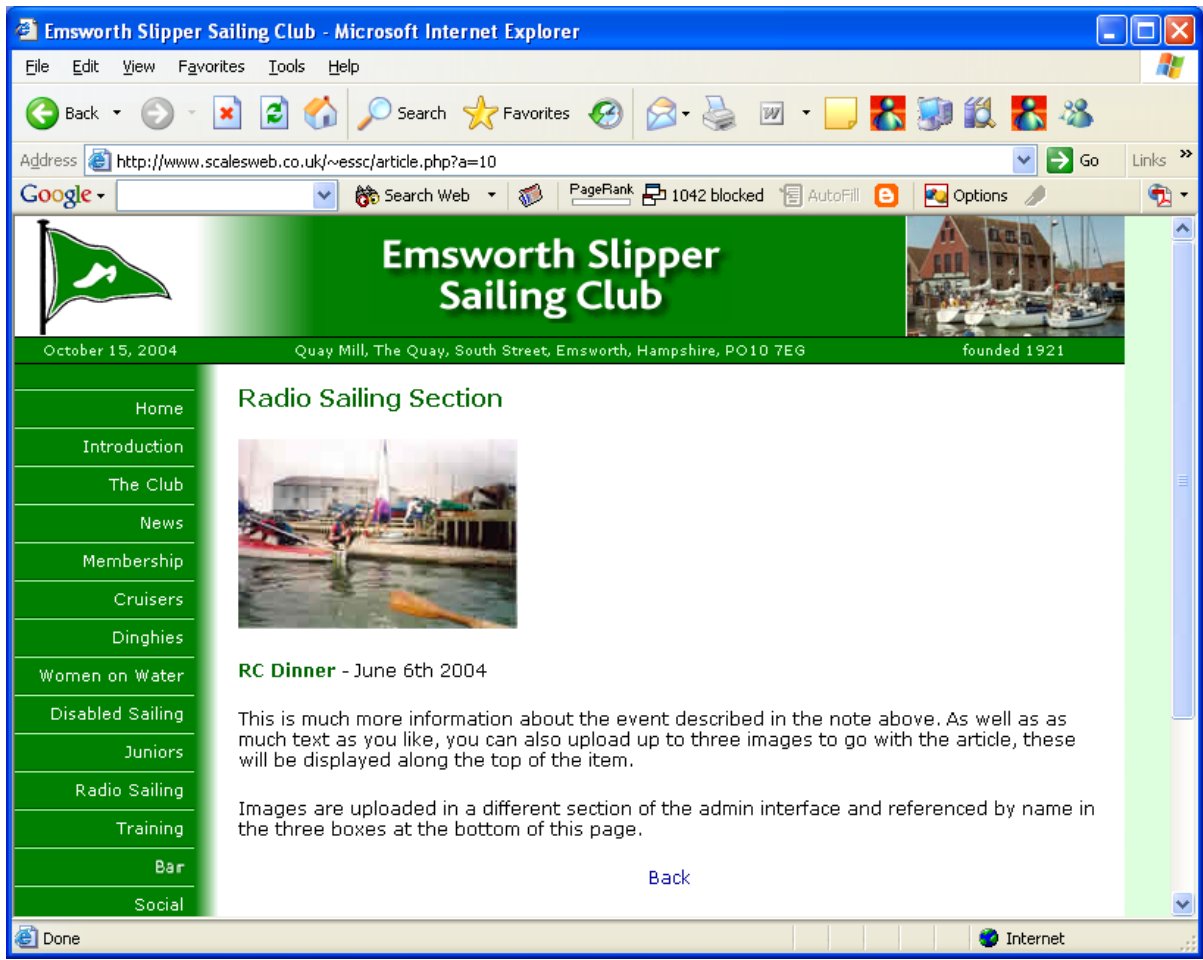 Emsworth Slipper Sailing Club - Microsoft Internet Explorer
File Edit View Favorites Tools Help
Back Search Favorites
Address http://www.scalesweb.co.uk/~essc/article.php?a=10 Go Links »
Google Search Web PageRank 1042 blocked AutoFill Options
Emsworth Slipper
Sailing Club
October 15, 2004 Quay Mill, The Quay, South Street, Emsworth, Hampshire, PO10 7EG founded 1921
Home
Introduction
The Club
News
Membership
Cruisers
Dinghies
Women on Water
Disabled Sailing
Juniors
Radio Sailing
Training
Bar
Social
Radio Sailing Section
RC Dinner - June 6th 2004
This is much more information about the event described in the note above. As well as as
much text as you like, you can also upload up to three images to go with the article, these
will be displayed along the top of the item.
Images are uploaded in a different section of the admin interface and referenced by name in
the three boxes at the bottom of this page.
Back
Done Internet